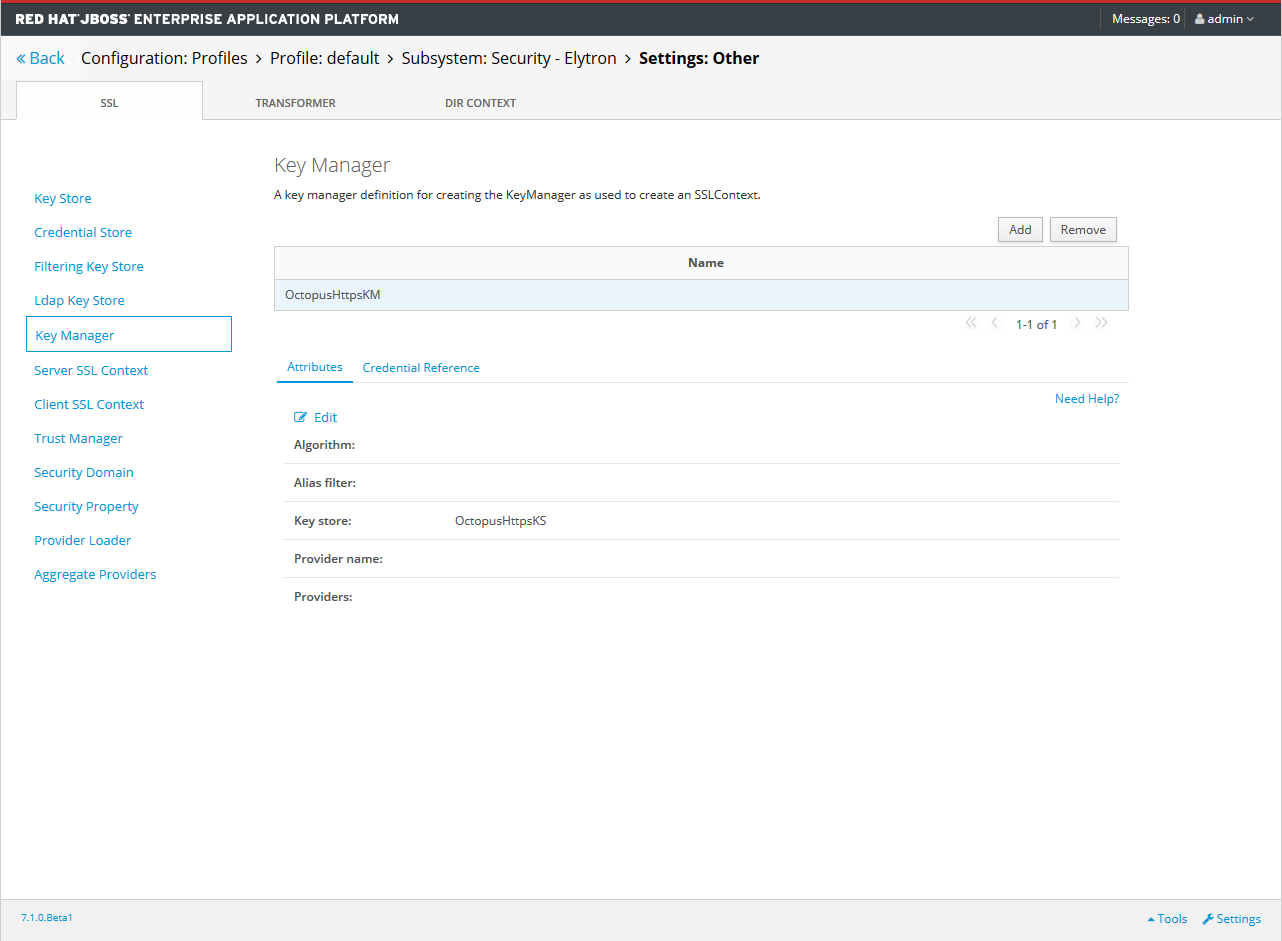 RED HAT® JBOSS® ENTERPRISE APPLICATION PLATFORM
Messages: 0 admin
« Back Configuration: Profiles > Profile: default > Subsystem: Security - Elytron > Settings: Other
SSL TRANSFORMER DIR CONTEXT
Key Store
Credential Store
Filtering Key Store
Ldap Key Store
Key Manager
Server SSL Context
Client SSL Context
Trust Manager
Security Domain
Security Property
Provider Loader
Aggregate Providers
Key Manager
A key manager definition for creating the KeyManager as used to create an SSLContext.
Add Remove
Name
OctopusHttpsKM
1-1 of 1
Attributes Credential Reference
Need Help?
Edit
Algorithm:
Alias filter:
Key store: OctopusHttpsKS
Provider name:
Providers:
7.1.0.Beta1
Tools Settings